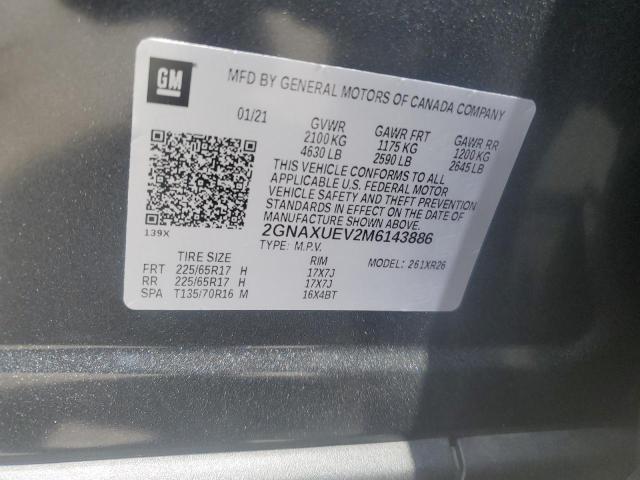 GM
MFD BY GENERAL MOTORS OF CANADA COMPANY
01/21 GVWR GAWR FRT GAWR RR
2100 KG 1175 KG 1200 KG
4630 LB 2590 LB 2645 LB
THIS VEHICLE CONFORMS TO ALL
APPLICABLE U.S. FEDERAL MOTOR
VEHICLE SAFETY AND THEFT PREVENTION
STANDARDS IN EFFECT ON THE DATE OF
MANUFACTURE SHOWN ABOVE.
139X 2GNAXUEV2M6143886
TYPE: M.P.V. MODEL: 261XR26
TIRE SIZE RIM
FRT 225/65R17 H 17X7J
RR 225/65R17 H 17X7J
SPA T135/70R16 M 16X4BT